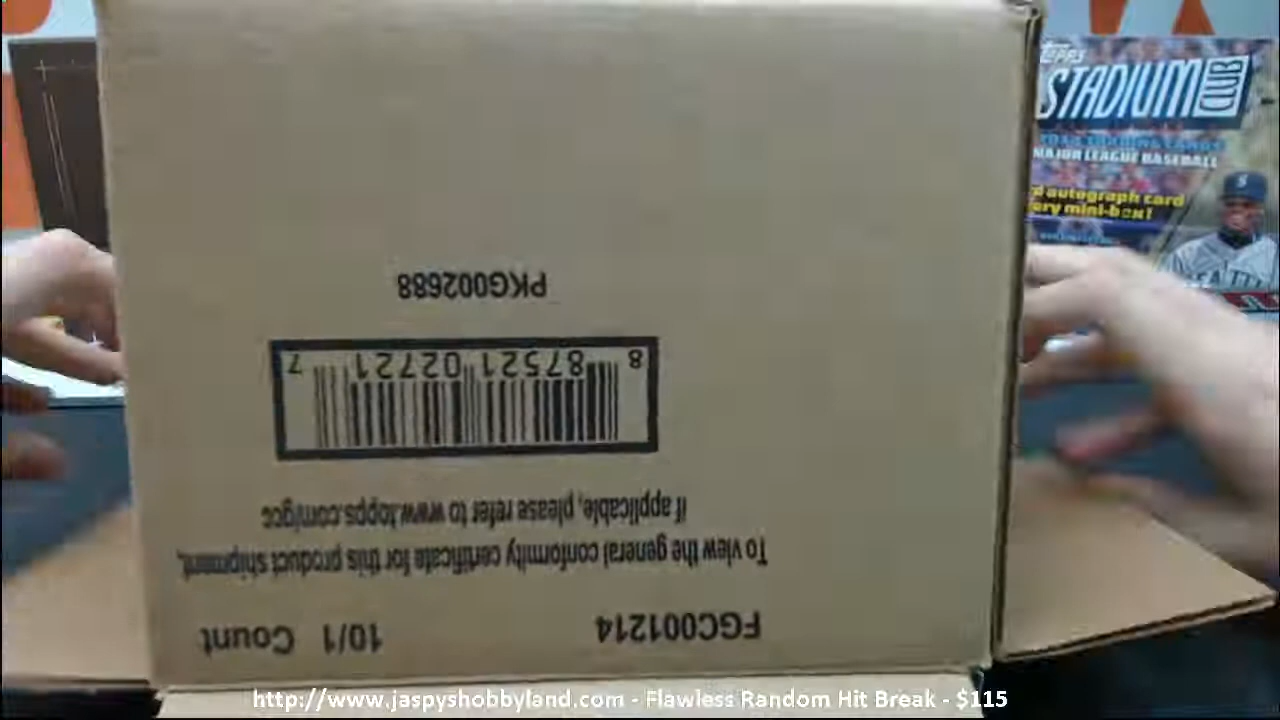 TOPPS
STADIUM
CLUB
MAJOR LEAGUE BASEBALL
autograph card
mini-box!
SEATTL
PKG002688
8 87521 02721 7
if applicable, please refer to www.topps.com/gcc
To view the general conformity certificate for this product shipment,
FGC001214
10/1 Count
http://www.jaspyshobbyland.com - Flawless Random Hit Break - $115